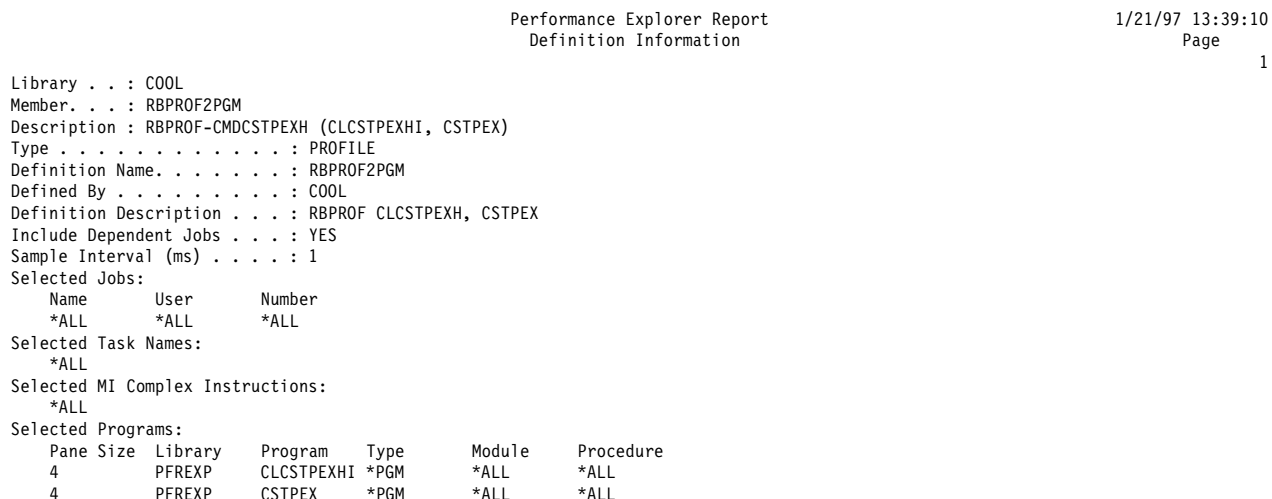 Performance Explorer Report 1/21/97 13:39:10
Definition Information Page
1
Library . . : COOL
Member. . . : RBPROF2PGM
Description : RBPROF-CMDCSTPEXH (CLCSTPEXHI, CSTPEX)
Type . . . . . . . . . . . . : PROFILE
Definition Name. . . . . . . : RBPROF2PGM
Defined By . . . . . . . . . : COOL
Definition Description . . . : RBPROF CLCSTPEXH, CSTPEX
Include Dependent Jobs . . . : YES
Sample Interval (ms) . . . . : 1
Selected Jobs:
Name User Number
*ALL *ALL *ALL
Selected Task Names:
*ALL
Selected MI Complex Instructions:
*ALL
Selected Programs:
Pane Size Library Program Type Module Procedure
4 PFREXP CLCSTPEXHI *PGM *ALL *ALL
4 PFREXP CSTPEX *PGM *ALL *ALL